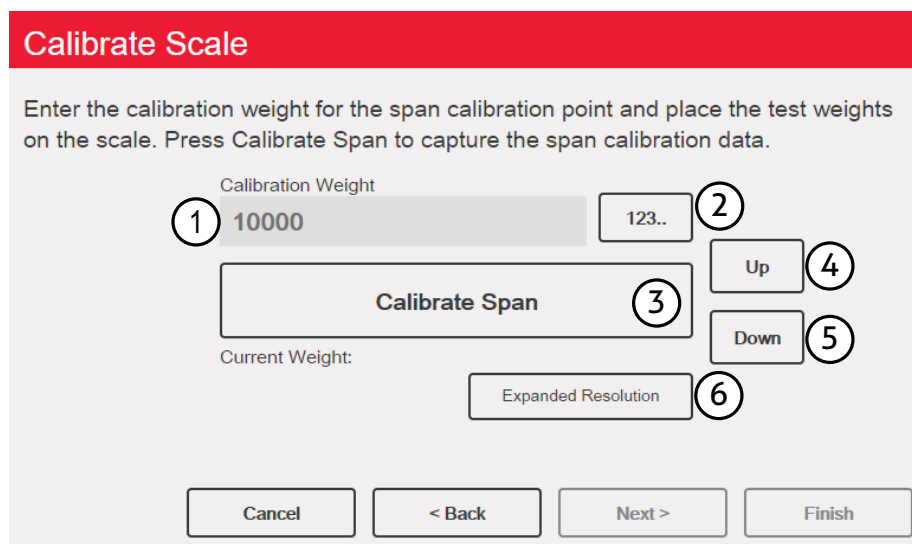 Calibrate Scale
Enter the calibration weight for the span calibration point and place the test weights
on the scale. Press Calibrate Span to capture the span calibration data.
Calibration Weight
1 10000 123.. 2
Up 4
Calibrate Span 3
Down 5
Current Weight:
Expanded Resolution 6
Cancel < Back Next > Finish